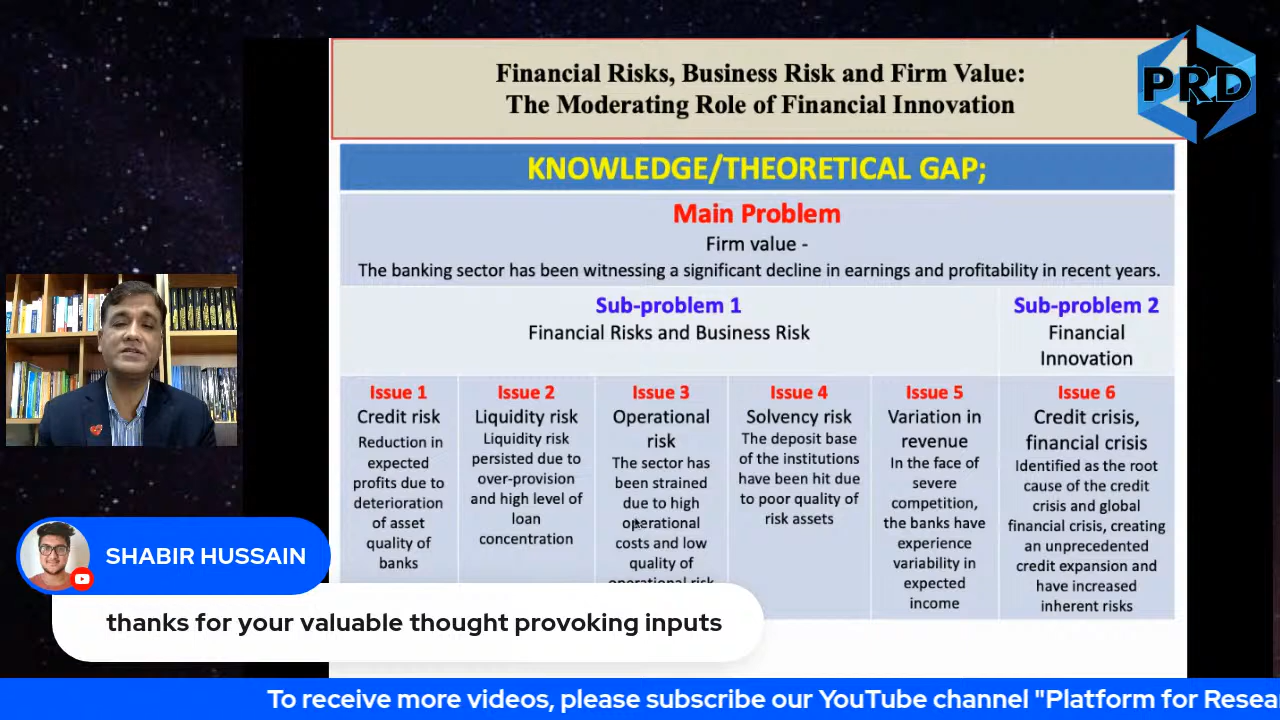 Financial Risks, Business Risk and Firm Value:
The Moderating Role of Financial Innovation
PRD
KNOWLEDGE/THEORETICAL GAP;
Main Problem
Firm value -
The banking sector has been witnessing a significant decline in earnings and profitability in recent years.
Sub-problem 1
Financial Risks and Business Risk
Sub-problem 2
Financial
Innovation
Issue 1
Credit risk
Reduction in
expected
profits due to
deterioration
of asset
quality of
banks
Issue 2
Liquidity risk
Liquidity risk
persisted due to
over-provision
and high level of
loan
concentration
Issue 3
Operational
risk
The sector has
been strained
due to high
operational
costs and low
quality of
operational risk
Issue 4
Solvency risk
The deposit base
of the institutions
have been hit due
to poor quality of
risk assets
Issue 5
Variation in
revenue
In the face of
severe
competition,
the banks have
experience
variability in
expected
income
Issue 6
Credit crisis,
financial crisis
Identified as the root
cause of the credit
crisis and global
financial crisis, creating
an unprecedented
credit expansion and
have increased
inherent risks
SHABIR HUSSAIN
thanks for your valuable thought provoking inputs
To receive more videos, please subscribe our YouTube channel "Platform for Resea